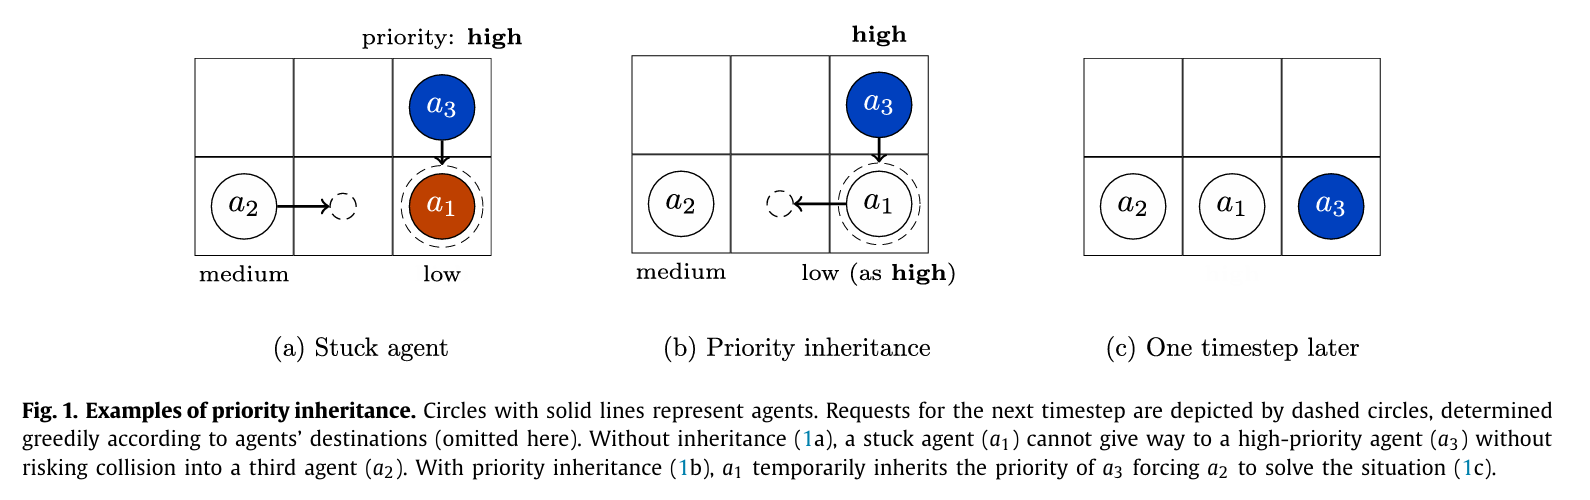 priority: high
high
a3
a3
a2
a1
a2
a1
a2
a1
a3
medium
low
medium
low (as high)
(a) Stuck agent
(b) Priority inheritance
(c) One timestep later
Fig. 1. Examples of priority inheritance. Circles with solid lines represent agents. Requests for the next timestep are depicted by dashed circles, determined
greedily according to agents’ destinations (omitted here). Without inheritance (1a), a stuck agent (a1) cannot give way to a high-priority agent (a3) without
risking collision into a third agent (a2). With priority inheritance (1b), a1 temporarily inherits the priority of a3 forcing a2 to solve the situation (1c).